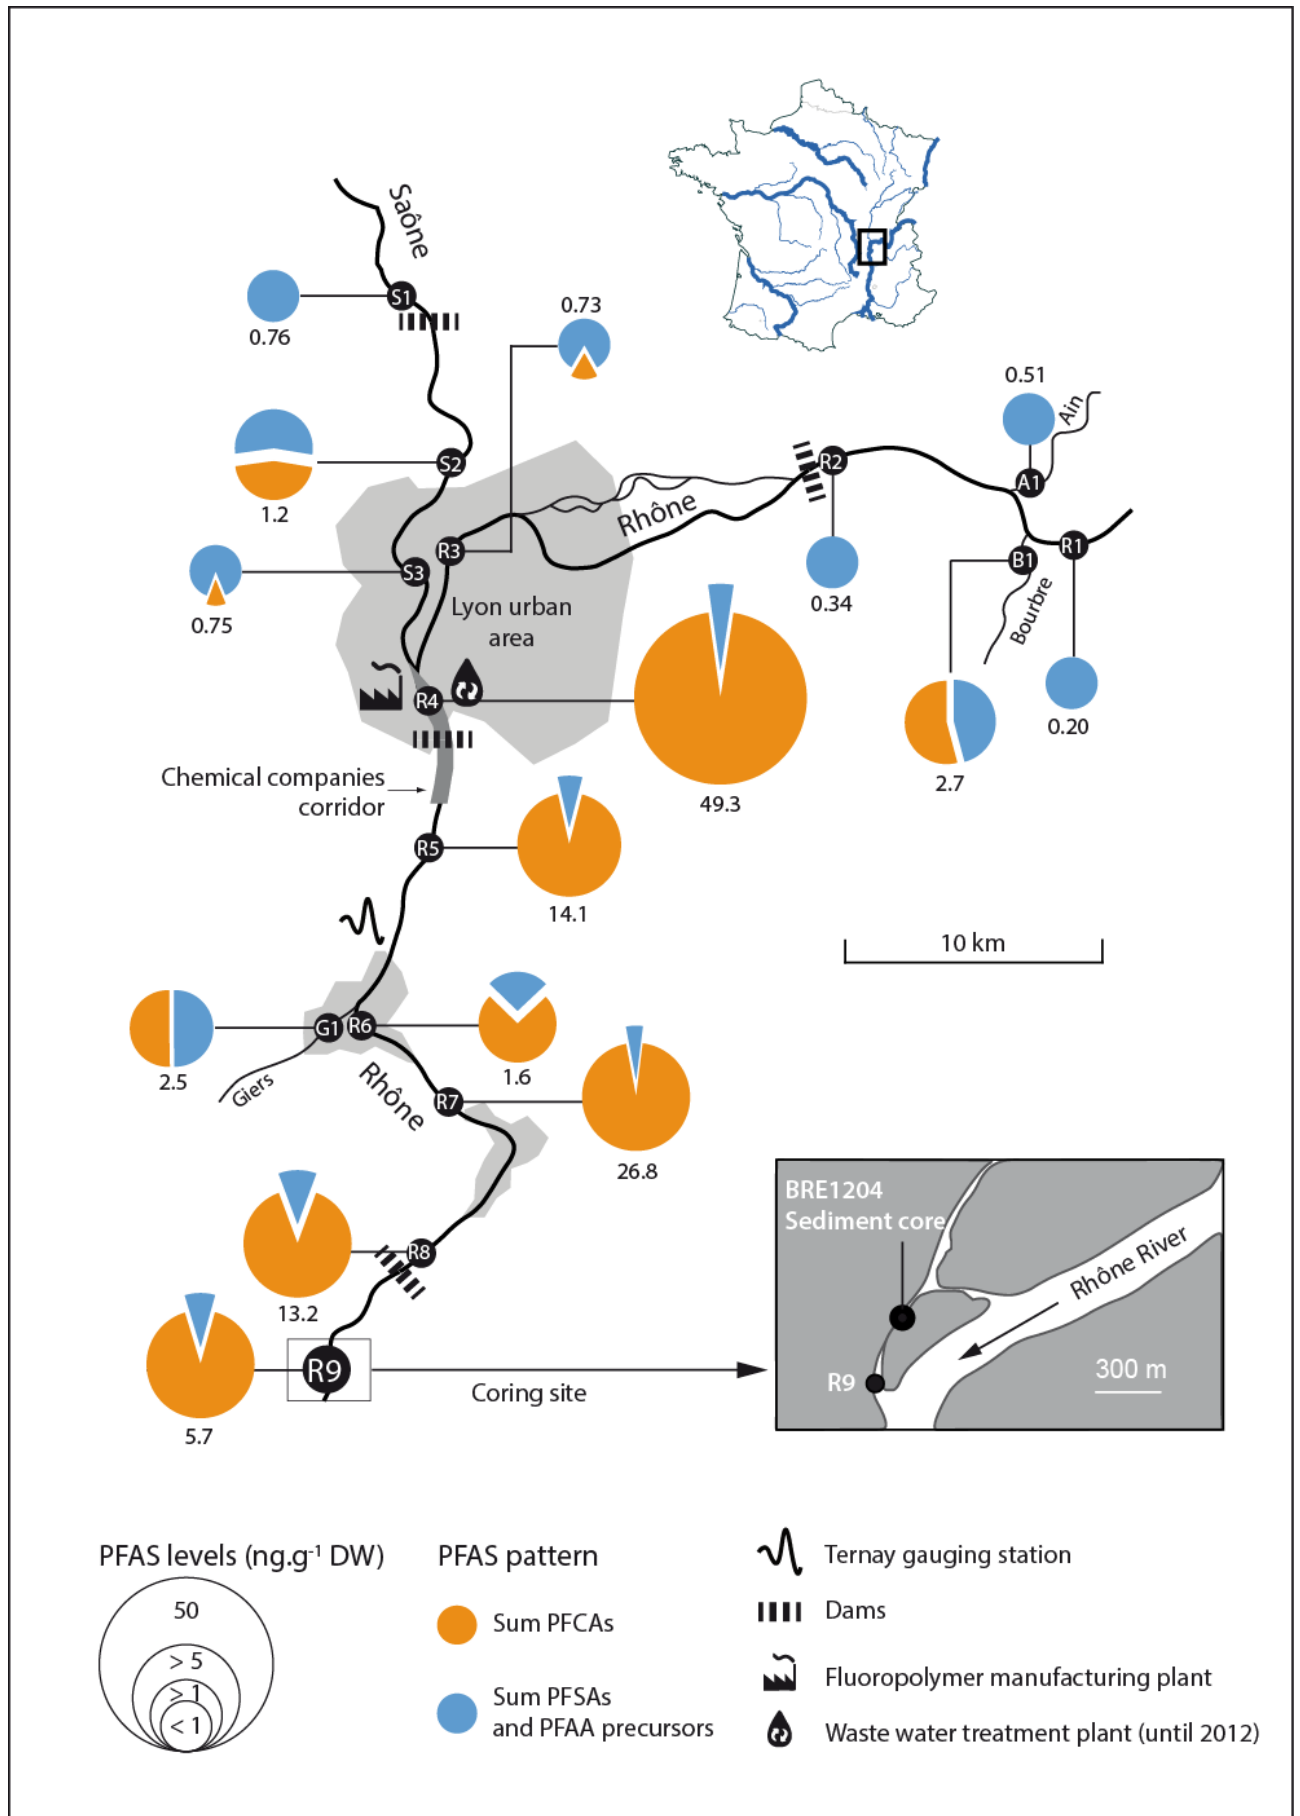 Saône
S1
0.76
0.73
0.51
Ain
A1
S2
1.2
R2
Rhône
R3
R1
B1
S3
0.75
0.34
Bourbre
Lyon urban
area
R4
0.20
2.7
49.3
Chemical companies
corridor
R5
14.1
10 km
G1
R6
2.5
1.6
Giers
Rhône
R7
26.8
R8
13.2
R9
5.7
Coring site
BRE1204
Sediment core
Rhône River
R9
300 m
PFAS levels (ng.g⁻¹ DW)
50
> 5
> 1
< 1
PFAS pattern
Sum PFCAs
Sum PFSAs
and PFAA precursors
Ternay gauging station
Dams
Fluoropolymer manufacturing plant
Waste water treatment plant (until 2012)